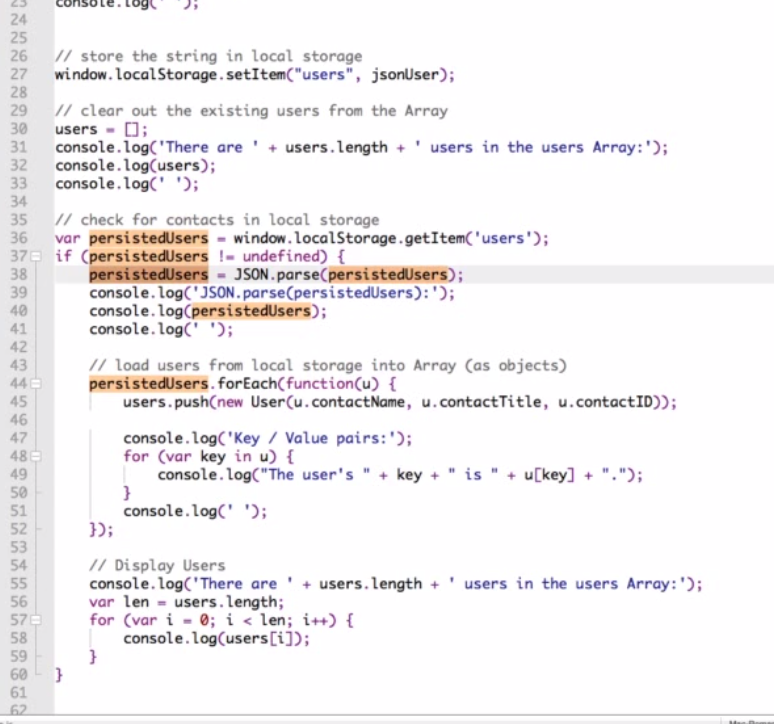 23 console.log(' ');
24
25
26 // store the string in local storage
27 window.localStorage.setItem("users", jsonUser);
28
29 // clear out the existing users from the Array
30 users = [];
31 console.log('There are ' + users.length + ' users in the users Array:');
32 console.log(users);
33 console.log(' ');
34
35 // check for contacts in local storage
36 var persistedUsers = window.localStorage.getItem('users');
37 if (persistedUsers != undefined) {
38 persistedUsers = JSON.parse(persistedUsers);
39 console.log('JSON.parse(persistedUsers):');
40 console.log(persistedUsers);
41 console.log(' ');
42
43 // load users from local storage into Array (as objects)
44 persistedUsers.forEach(function(u) {
45 users.push(new User(u.contactName, u.contactTitle, u.contactID));
46
47 console.log('Key / Value pairs:');
48 for (var key in u) {
49 console.log("The user's " + key + " is " + u[key] + ".");
50 }
51 console.log(' ');
52 });
53
54 // Display Users
55 console.log('There are ' + users.length + ' users in the users Array:');
56 var len = users.length;
57 for (var i = 0; i < len; i++) {
58 console.log(users[i]);
59 }
60 }
61
62